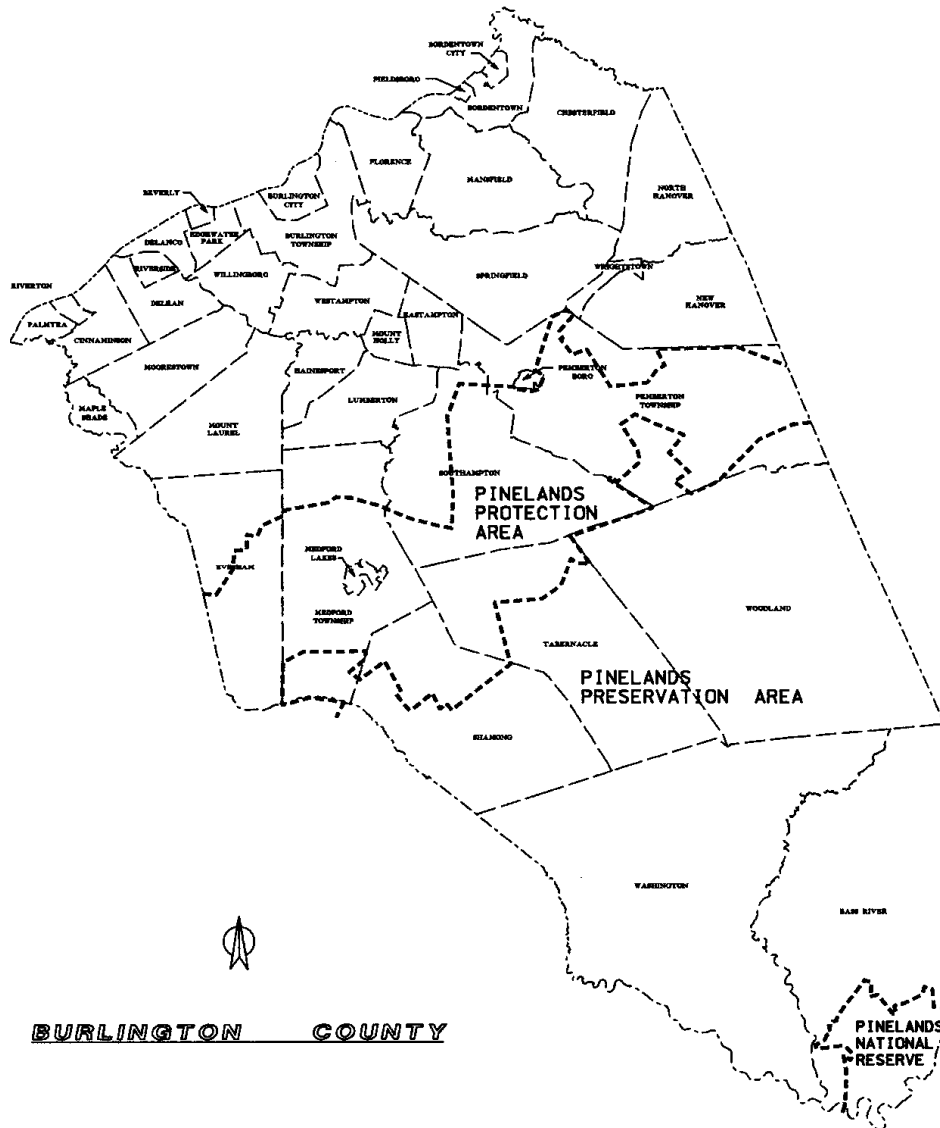 BORDENTOWN
CITY
FIELDSBORO
BORDENTOWN
CHESTERFIELD
FLORENCE
MANSFIELD
NORTH
HANOVER
BEVERLY
BURLINGTON
CITY
EDGEWATER
PARK
BURLINGTON
TOWNSHIP
DELANCO
RIVERSIDE
WILLINGBORO
SPRINGFIELD
WRIGHTSTOWN
RIVERTON
DELRAN
WESTAMPTON
NEW
HANOVER
PALMYRA
CINNAMINSON
EASTAMPTON
MOUNT
HOLLY
MOORESTOWN
HAINESPORT
PEMBERTON
BORO
LUMBERTON
PEMBERTON
TOWNSHIP
MAPLE
SHADE
MOUNT
LAUREL
SOUTHAMPTON
PINELANDS
PROTECTION
AREA
MEDFORD
LAKES
EVESHAM
MEDFORD
TOWNSHIP
WOODLAND
TABERNACLE
PINELANDS
PRESERVATION AREA
SHAMONG
WASHINGTON
BASS RIVER
BURLINGTON COUNTY
PINELANDS
NATIONAL
RESERVE